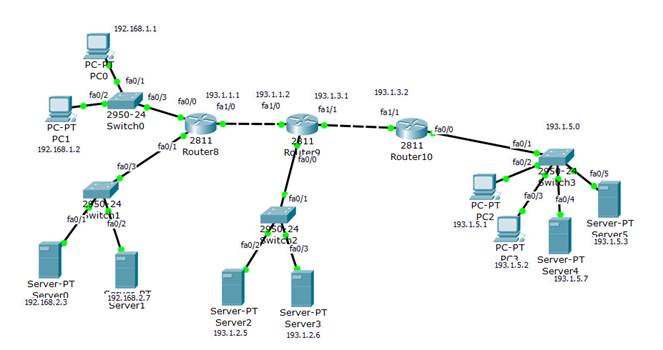 192.168.1.1
PC-PT
PC0
fa0/1
fa0/2
fa0/3
PC-PT
PC1
192.168.1.2
2950-24
Switch0
fa0/0
193.1.1.1
fa1/0
2811
Router8
fa0/1
193.1.1.2
fa1/0
193.1.3.1
fa1/1
2811
Router9
fa0/0
193.1.3.2
fa1/1
2811
Router10
fa0/0
193.1.5.0
fa0/1
fa0/2
2950-24
Switch3
fa0/5
fa0/3
fa0/4
PC-PT
PC2
193.1.5.1
PC-PT
PC3
193.1.5.2
Server-PT
Server4
193.1.5.7
Server-PT
Server5
193.1.5.3
fa0/3
2950-24
Switch1
fa0/1
fa0/2
Server-PT
Server0
192.168.2.3
Server-PT
Server1
192.168.2.7
fa0/1
2950-24
Switch2
fa0/2
fa0/3
Server-PT
Server2
193.1.2.5
Server-PT
Server3
193.1.2.6